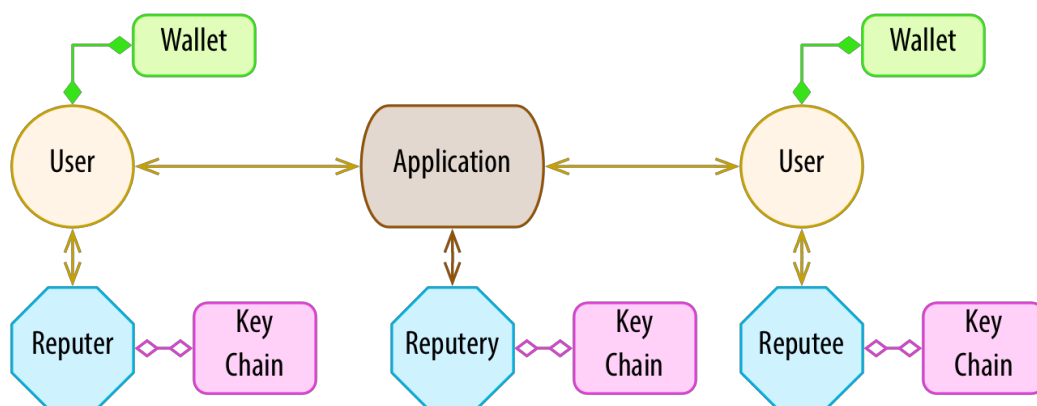 Wallet
Wallet
User
Application
User
Reputer
Key
Chain
Reputery
Key
Chain
Reputee
Key
Chain